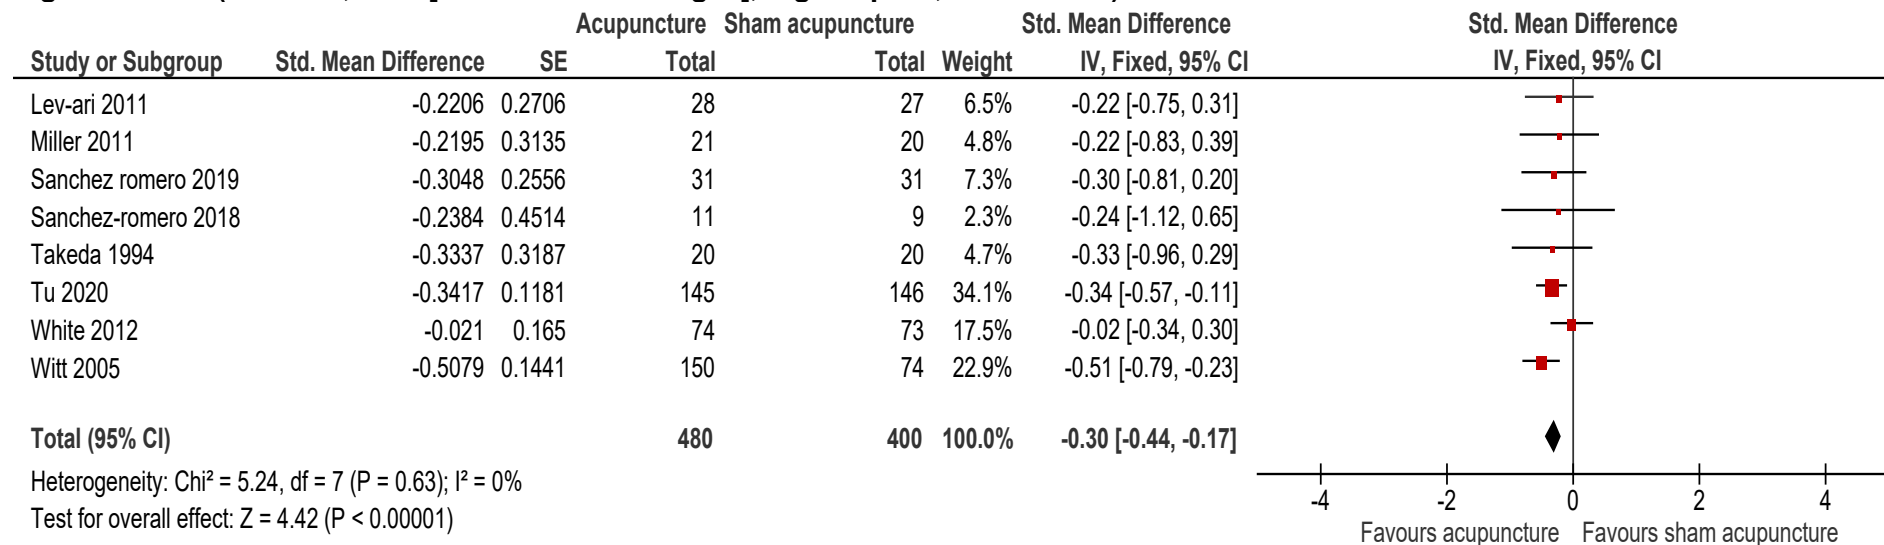 Acupuncture Sham acupuncture Std. Mean Difference Std. Mean Difference
Study or Subgroup Std. Mean Difference SE Total Total Weight IV, Fixed, 95% CI IV, Fixed, 95% CI
Lev-ari 2011 -0.2206 0.2706 28 27 6.5% -0.22 [-0.75, 0.31]
Miller 2011 -0.2195 0.3135 21 20 4.8% -0.22 [-0.83, 0.39]
Sanchez romero 2019 -0.3048 0.2556 31 31 7.3% -0.30 [-0.81, 0.20]
Sanchez-romero 2018 -0.2384 0.4514 11 9 2.3% -0.24 [-1.12, 0.65]
Takeda 1994 -0.3337 0.3187 20 20 4.7% -0.33 [-0.96, 0.29]
Tu 2020 -0.3417 0.1181 145 146 34.1% -0.34 [-0.57, -0.11]
White 2012 -0.021 0.165 74 73 17.5% -0.02 [-0.34, 0.30]
Witt 2005 -0.5079 0.1441 150 74 22.9% -0.51 [-0.79, -0.23]
Total (95% CI) 480 400 100.0% -0.30 [-0.44, -0.17]
Heterogeneity: Chi² = 5.24, df = 7 (P = 0.63); I² = 0%
Test for overall effect: Z = 4.42 (P < 0.00001)
-4 -2 0 2 4
Favours acupuncture Favours sham acupuncture